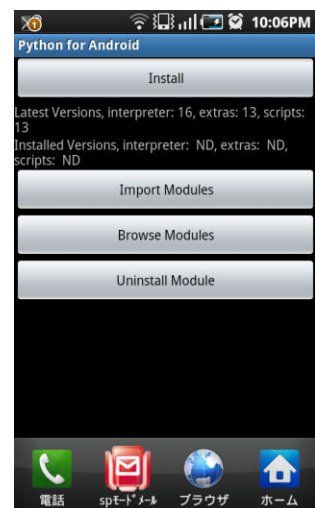 10:06PM
Python for Android
Install
Latest Versions, interpreter: 16, extras: 13, scripts:
13
Installed Versions, interpreter: ND, extras: ND,
scripts: ND
Import Modules
Browse Modules
Uninstall Module
電話 spﾓｰﾄﾞﾒｰﾙ ブラウザ ホーム